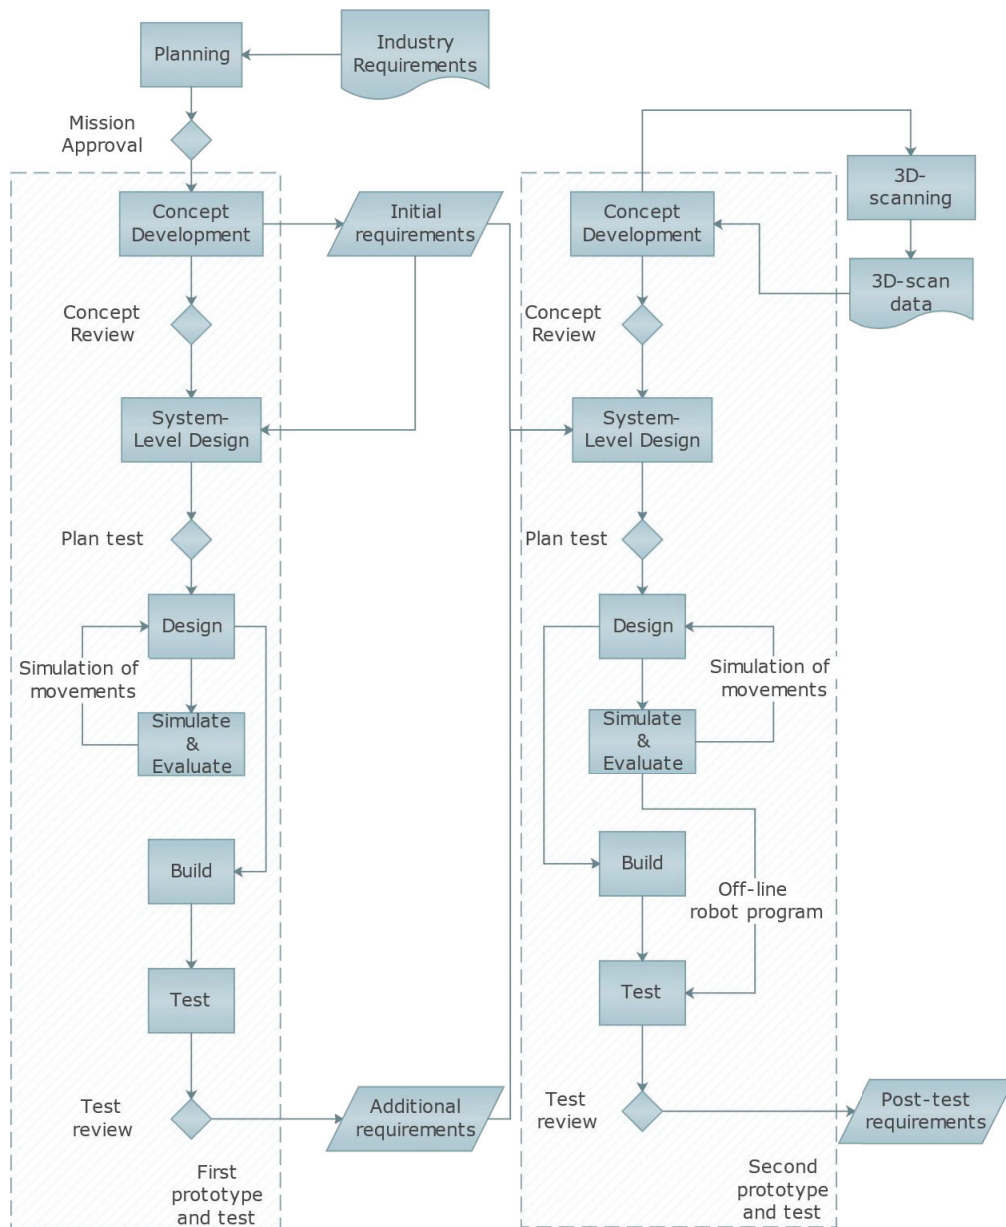 Planning
Industry
Requirements
Mission
Approval
Concept
Development
Initial
requirements
Concept
Review
System-
Level Design
Plan test
Design
Simulation of
movements
Simulate
&
Evaluate
Build
Test
Test
review
Additional
requirements
First
prototype
and test
3D-
scanning
Concept
Development
3D-scan
data
Concept
Review
System-
Level Design
Plan test
Design
Simulation of
movements
Simulate
&
Evaluate
Build
Off-line
robot program
Test
Test
review
Post-test
requirements
Second
prototype
and test